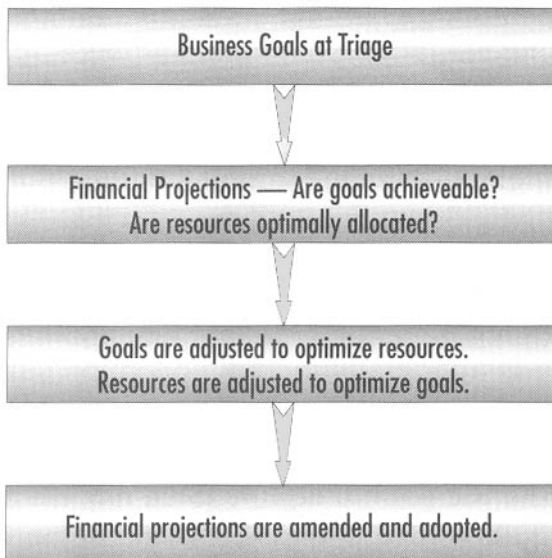 Business Goals at Triage
Financial Projections — Are goals achieveable?
Are resources optimally allocated?
Goals are adjusted to optimize resources.
Resources are adjusted to optimize goals.
Financial projections are amended and adopted.